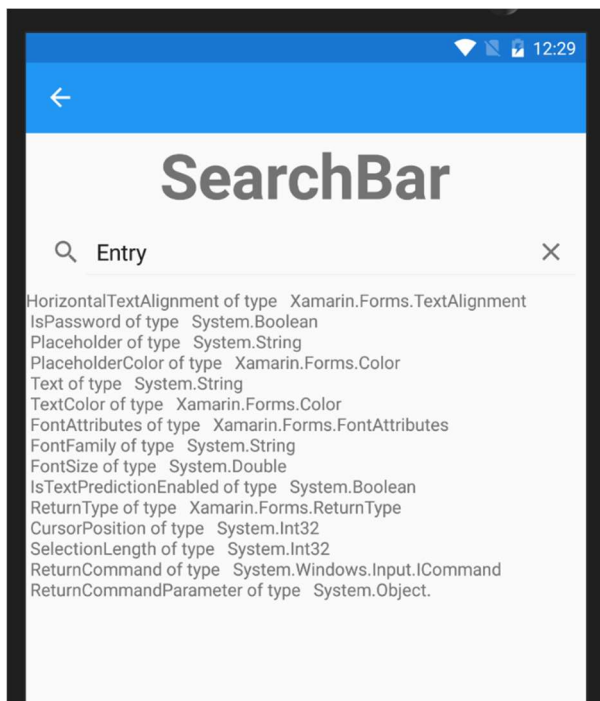 12:29
SearchBar
Entry
HorizontalTextAlignment of type Xamarin.Forms.TextAlignment
IsPassword of type System.Boolean
Placeholder of type System.String
PlaceholderColor of type Xamarin.Forms.Color
Text of type System.String
TextColor of type Xamarin.Forms.Color
FontAttributes of type Xamarin.Forms.FontAttributes
FontFamily of type System.String
FontSize of type System.Double
IsTextPredictionEnabled of type System.Boolean
ReturnType of type Xamarin.Forms.ReturnType
CursorPosition of type System.Int32
SelectionLength of type System.Int32
ReturnCommand of type System.Windows.Input.ICommand
ReturnCommandParameter of type System.Object.